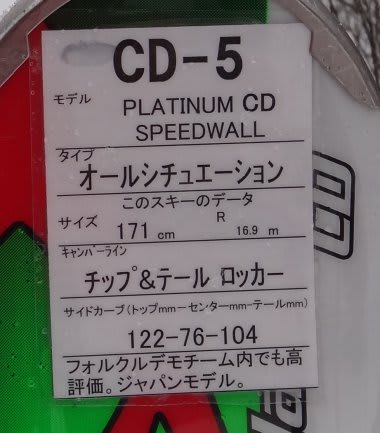 CD-5
モデル
PLATINUM CD
SPEEDWALL
タイプ
オールシチュエーション
このスキーのデータ
サイズ 171 cm R 16.9 m
キャンバーライン
チップ&テール ロッカー
サイドカーブ(トップmm-センターmm-テールmm)
122-76-104
フォルクルデモチーム内でも高
評価。ジャパンモデル。
CD